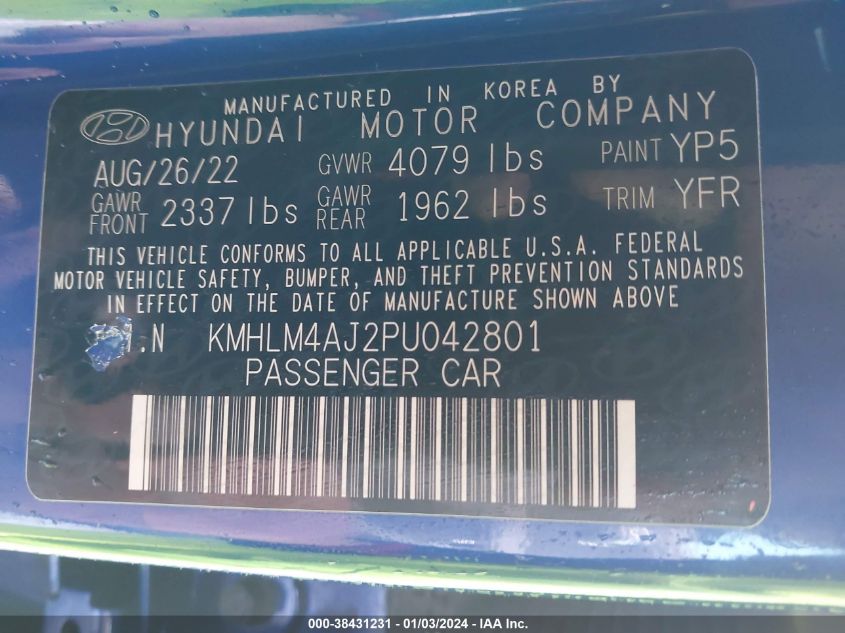 MANUFACTURED IN KOREA BY
HYUNDAI MOTOR COMPANY
AUG/26/22 GVWR 4079 lbs PAINT YP5
GAWR FRONT 2337 lbs GAWR REAR 1962 lbs TRIM YFR
THIS VEHICLE CONFORMS TO ALL APPLICABLE U.S.A. FEDERAL
MOTOR VEHICLE SAFETY, BUMPER, AND THEFT PREVENTION STANDARDS
IN EFFECT ON THE DATE OF MANUFACTURE SHOWN ABOVE
.N KMHLM4AJ2PU042801
PASSENGER CAR
000-38431231 - 01/03/2024 - IAA Inc.